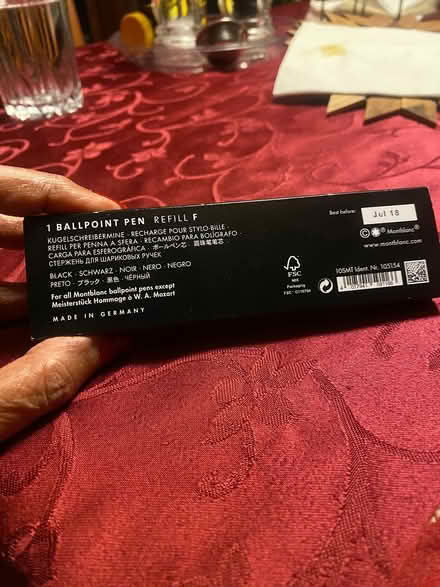 1 BALLPOINT PEN REFILL F
KUGELSCHREIBERMINE · RECHARGE POUR STYLO-BILLE ·
REFILL PER PENNA A SFERA · RECAMBIO PARA BOLÍGRAFO ·
CARGA PARA ESFEROGRÁFICA · ボールペン芯 · 圆珠笔笔芯 ·
СТЕРЖЕНЬ ДЛЯ ШАРИКОВЫХ РУЧЕК
BLACK · SCHWARZ · NOIR · NERO · NEGRO
PRETO · ブラック · 黑色 · ЧЁРНЫЙ
For all Montblanc ballpoint pens except
Meisterstück Hommage à W. A. Mozart
MADE IN GERMANY
FSC
MIX
Packaging
Best before: Jul 18
© Montblanc.
www.montblanc.com
105MT Ident. Nr. 105154